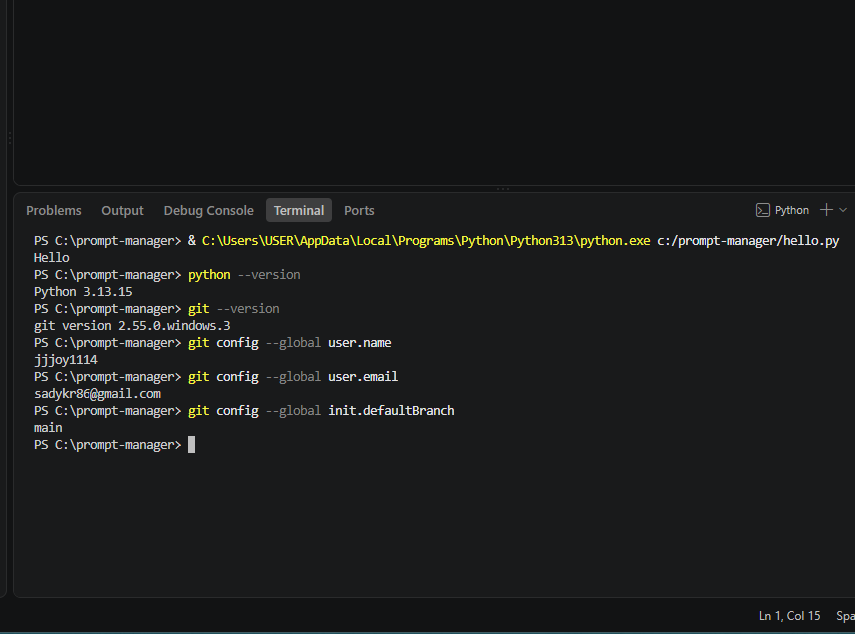 Problems Output Debug Console Terminal Ports Python
PS C:\prompt-manager> & C:\Users\USER\AppData\Local\Programs\Python\Python313\python.exe c:/prompt-manager/hello.py
Hello
PS C:\prompt-manager> python --version
Python 3.13.15
PS C:\prompt-manager> git --version
git version 2.55.0.windows.3
PS C:\prompt-manager> git config --global user.name
jjjoy1114
PS C:\prompt-manager> git config --global user.email
sadykr86@gmail.com
PS C:\prompt-manager> git config --global init.defaultBranch
main
PS C:\prompt-manager>
Ln 1, Col 15 Spa